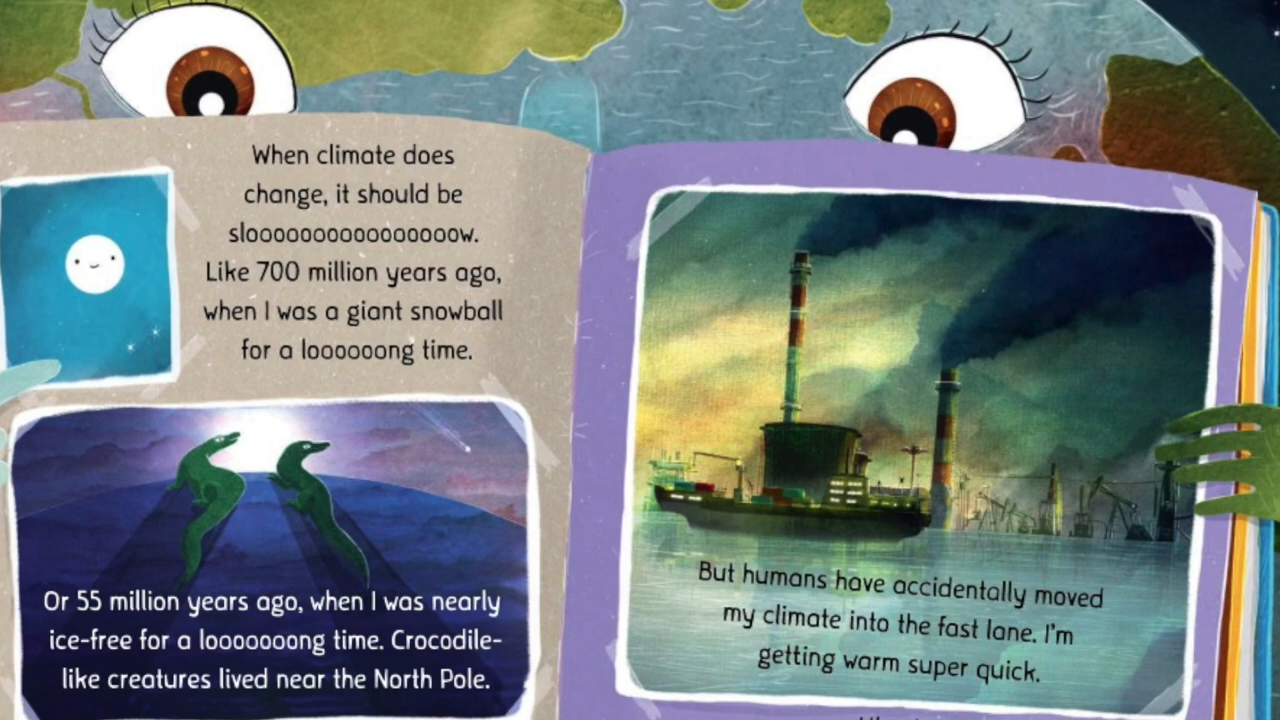 When climate does
change, it should be
slooooooooooooooow.
Like 700 million years ago,
when I was a giant snowball
for a loooooong time.
Or 55 million years ago, when I was nearly
ice-free for a looooooong time. Crocodile-
like creatures lived near the North Pole.
But humans have accidentally moved
my climate into the fast lane. I'm
getting warm super quick.